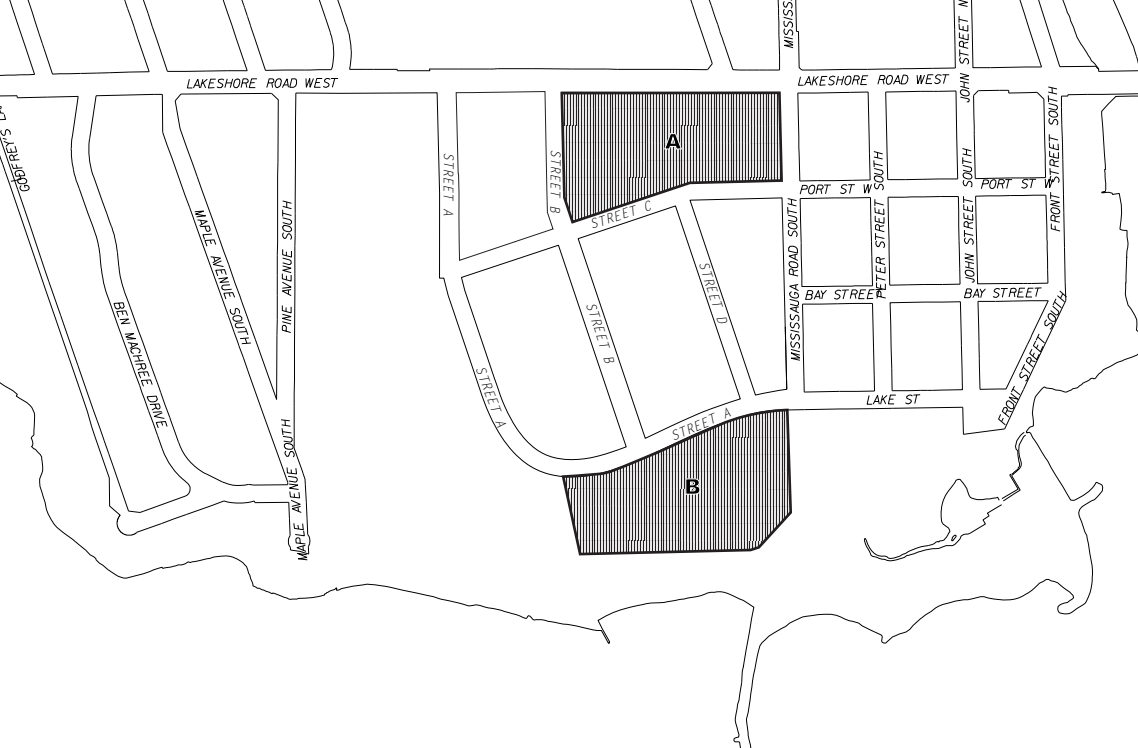 MISSISS
JOHN STREET N
LAKESHORE ROAD WEST
LAKESHORE ROAD WEST
GODFREY'S LA
A
STREET A
STREET B
PETER STREET SOUTH
JOHN STREET SOUTH
FRONT STREET SOUTH
PORT ST W
PORT ST W
MAPLE AVENUE SOUTH
PINE AVENUE SOUTH
STREET C
MISSISSAUGA ROAD SOUTH
STREET D
BAY STREET
BAY STREET
BEN MACHREE DRIVE
STREET B
FRONT STREET SOUTH
STREET A
LAKE ST
STREET A
MAPLE AVENUE SOUTH
B